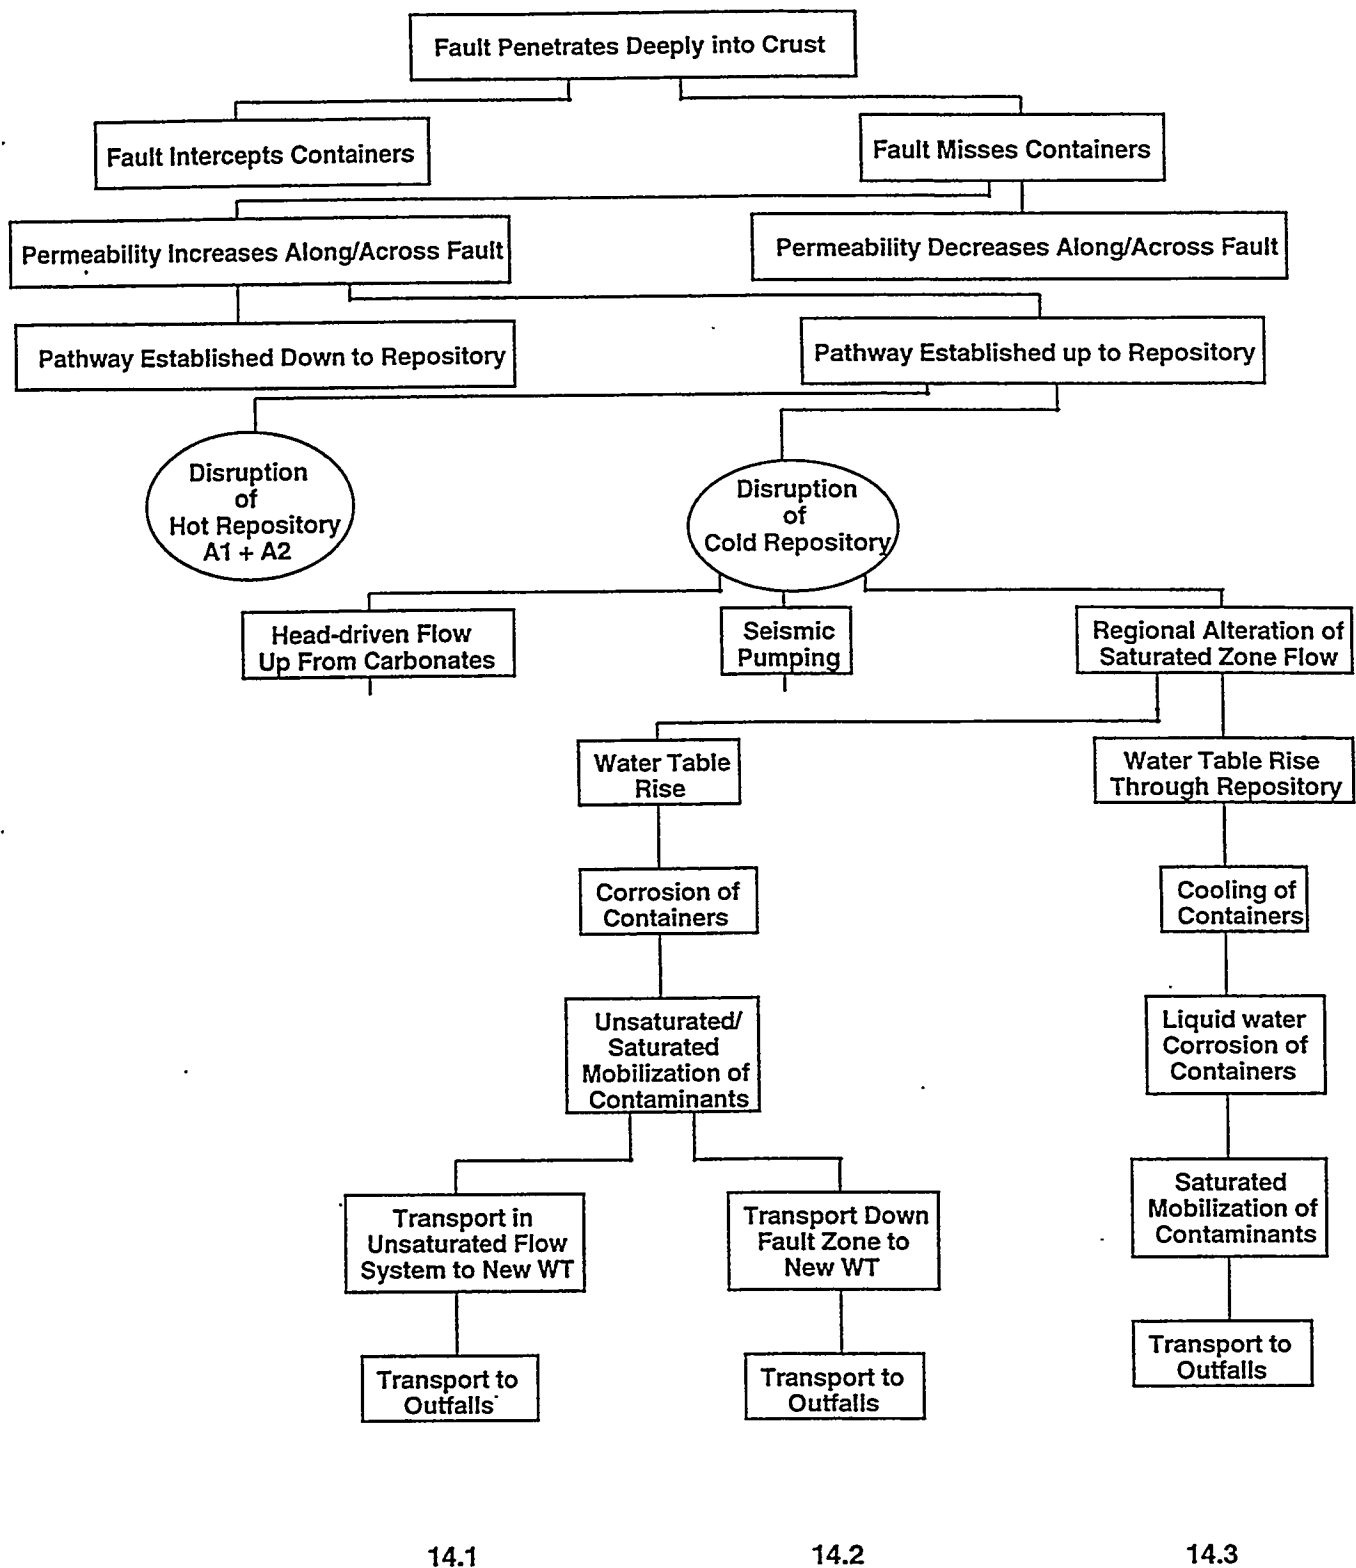 Fault Penetrates Deeply into Crust
Fault Intercepts Containers
Fault Misses Containers
Permeability Increases Along/Across Fault
Permeability Decreases Along/Across Fault
Pathway Established Down to Repository
Pathway Established up to Repository
Disruption
of
Hot Repository
A1 + A2
Disruption
of
Cold Repository
Head-driven Flow
Up From Carbonates
Seismic
Pumping
Regional Alteration of
Saturated Zone Flow
Water Table
Rise
Water Table Rise
Through Repository
Corrosion of
Containers
Cooling of
Containers
Unsaturated/
Saturated
Mobilization of
Contaminants
Liquid water
Corrosion of
Containers
Transport in
Unsaturated Flow
System to New WT
Transport Down
Fault Zone to
New WT
Saturated
Mobilization of
Contaminants
Transport to
Outfalls
Transport to
Outfalls
Transport to
Outfalls
14.1
14.2
14.3